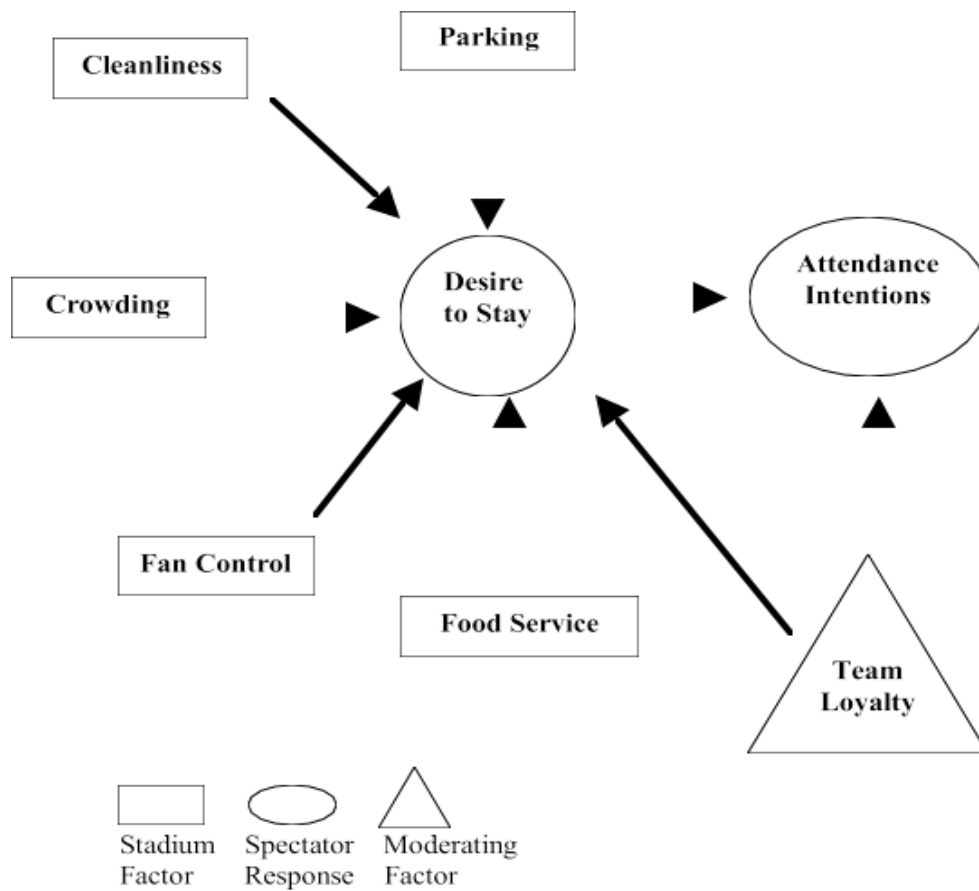 Parking
Cleanliness
Desire
to Stay
Attendance
Intentions
Crowding
Fan Control
Food Service
Team
Loyalty
Stadium
Factor
Spectator
Response
Moderating
Factor